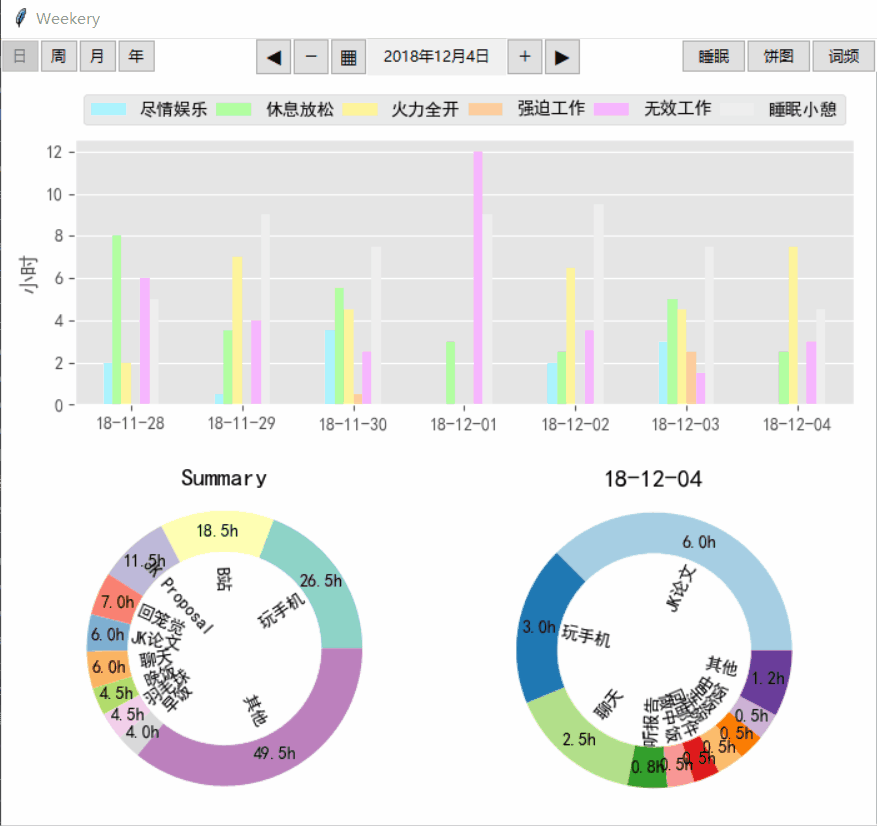 Weekery
日 周 月 年 ◀ − ▦ 2018年12月4日 + ▶ 睡眠 饼图 词频
尽情娱乐 休息放松 火力全开 强迫工作 无效工作 睡眠小憩
12
10
8
6
4
2
0
小时
18-11-28 18-11-29 18-11-30 18-12-01 18-12-02 18-12-03 18-12-04
Summary
18.5h
26.5h
11.5h
7.0h
6.0h
6.0h
4.5h
4.5h
4.0h
49.5h
B站
玩手机
JK Proposal
回笼觉
JK论文
聊天
其他
18-12-04
6.0h
3.0h
2.5h
0.8h
0.5h
0.5h
0.5h
0.5h
0.5h
1.2h
JK论文
玩手机
聊天
听报告
其他